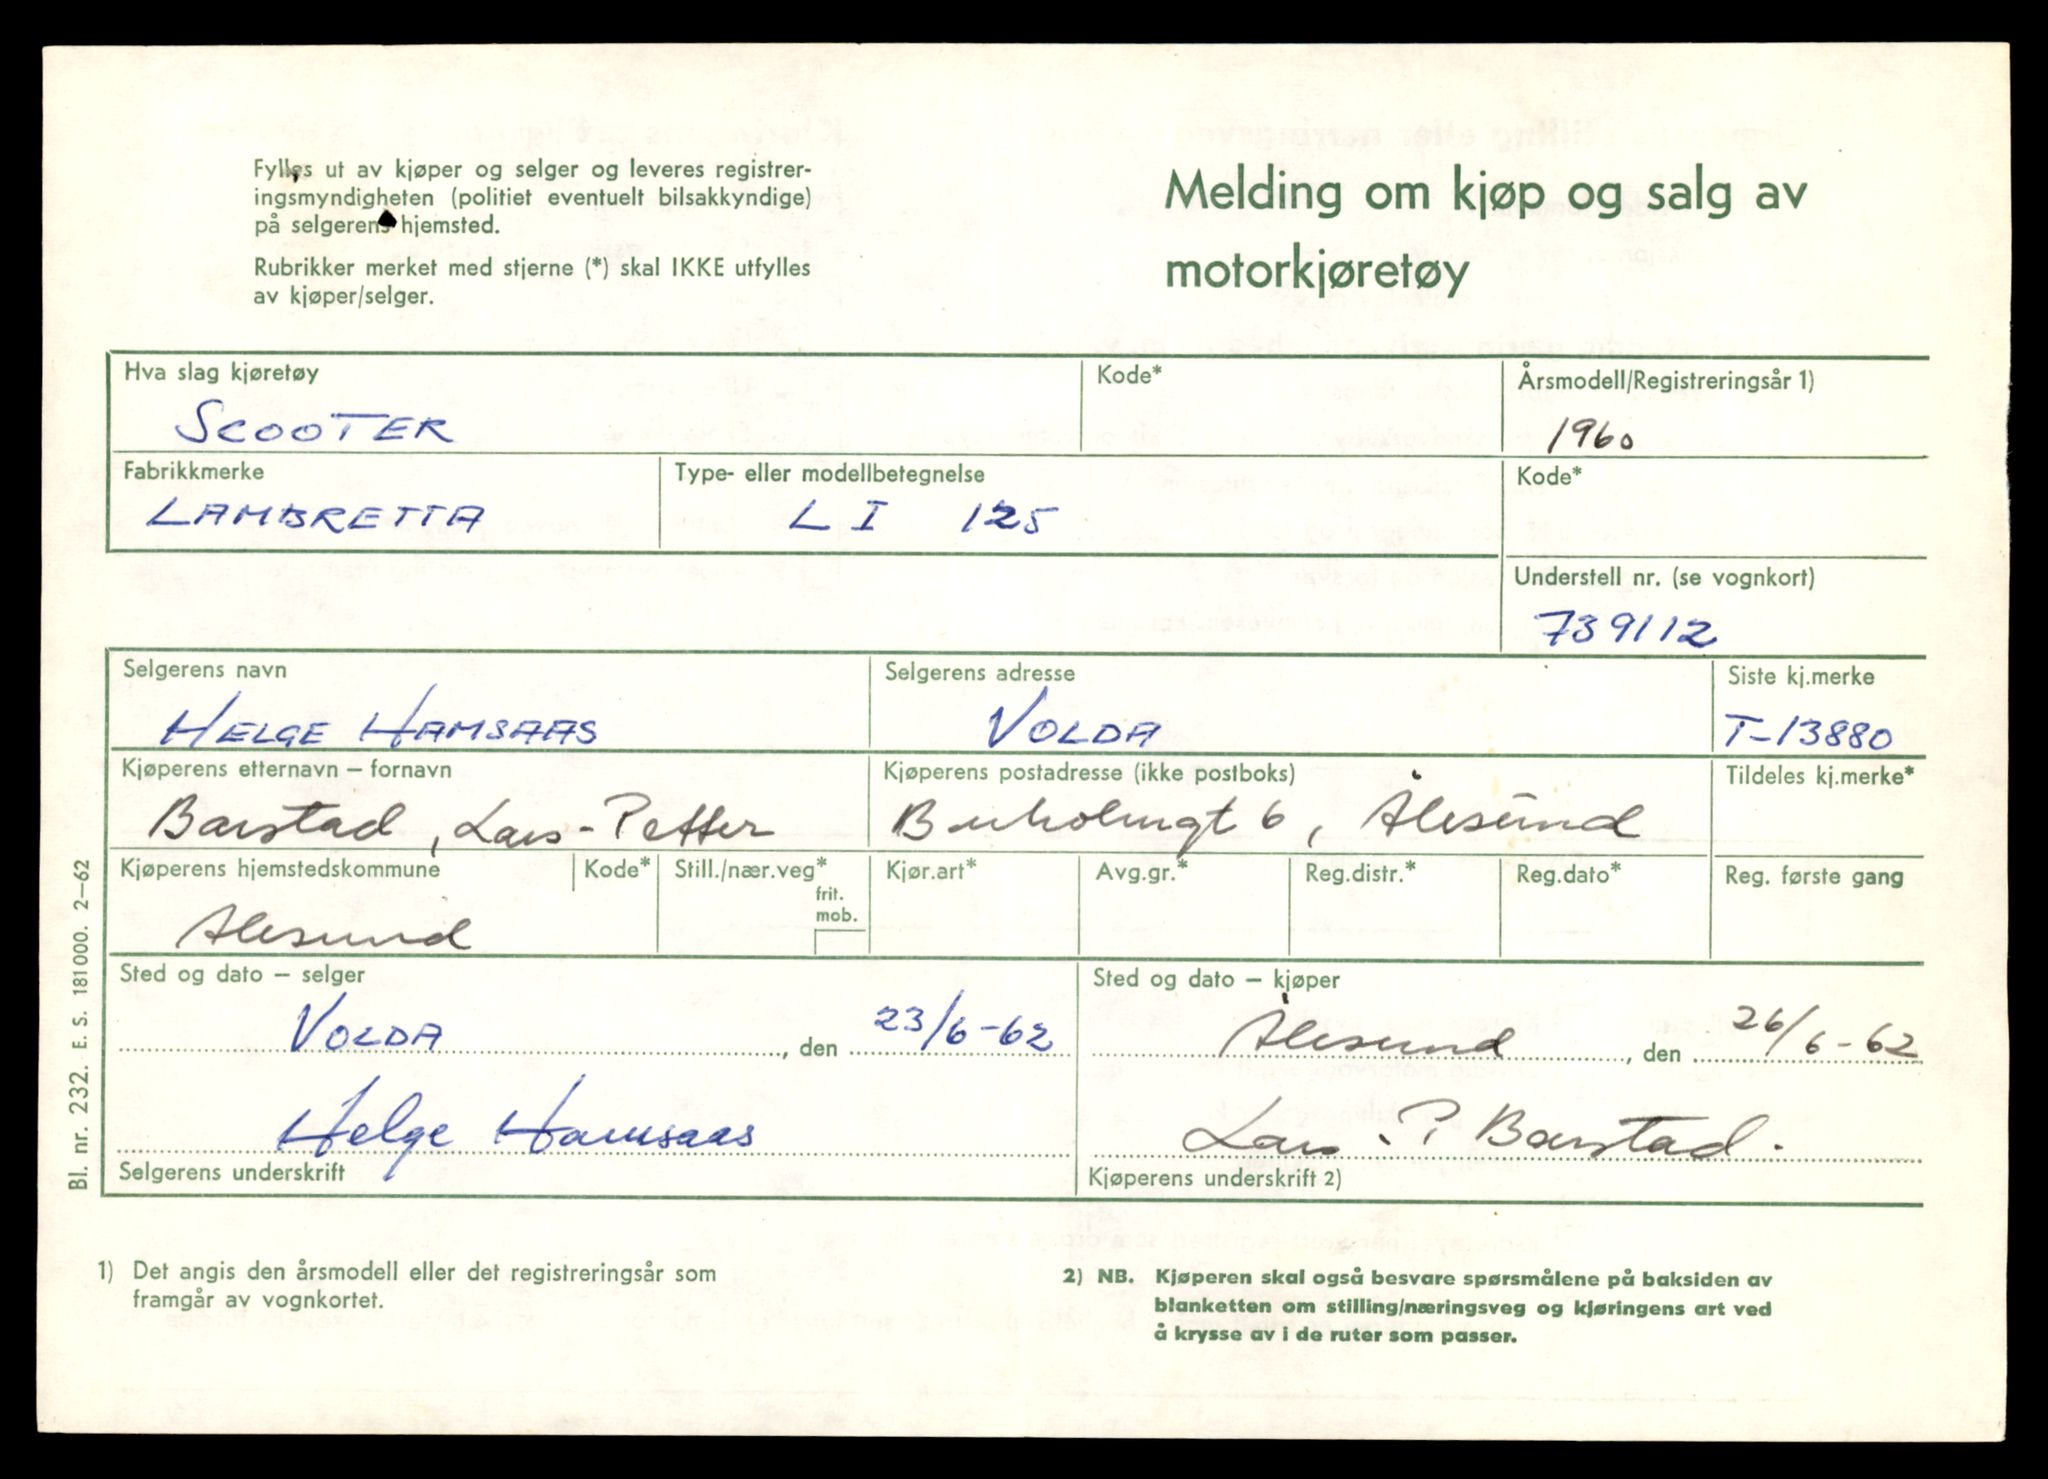 Fylles ut av kjøper og selger og leveres registrer-
ingsmyndigheten (politiet eventuelt bilsakkyndige)
på selgerens hjemsted.
Rubrikker merket med stjerne (*) skal IKKE utfylles
av kjøper/selger.
Melding om kjøp og salg av
motorkjøretøy
Hva slag kjøretøy
SCOOTER
Kode*
Årsmodell/Registreringsår 1)
1960
Fabrikkmerke
LAMBRETTA
Type- eller modellbetegnelse
LI 125
Kode*
Understell nr. (se vognkort)
739112
Selgerens navn
HELGE HAMSAAS
Selgerens adresse
VOLDA
Siste kj.merke
T-13880
Kjøperens etternavn – fornavn
Barstad, Lars-Petter
Kjøperens postadresse (ikke postboks)
6, Ålesund
Tildeles kj.merke*
Kjøperens hjemstedskommune
Ålesund
Kode*
Still./nær.veg*
frit.
mob.
Kjør.art*
Avg.gr.*
Reg.distr.*
Reg.dato*
Reg. første gang
Sted og dato – selger
VOLDA, den 23/6-62
Sted og dato – kjøper
Ålesund, den 26/6-62
Helge Hamsaas
Selgerens underskrift
Lars P Barstad.
Kjøperens underskrift 2)
1) Det angis den årsmodell eller det registreringsår som
framgår av vognkortet.
2) NB. Kjøperen skal også besvare spørsmålene på baksiden av
blanketten om stilling/næringsveg og kjøringens art ved
å krysse av i de ruter som passer.
Bl. nr. 232. E. S. 181000. 2–62